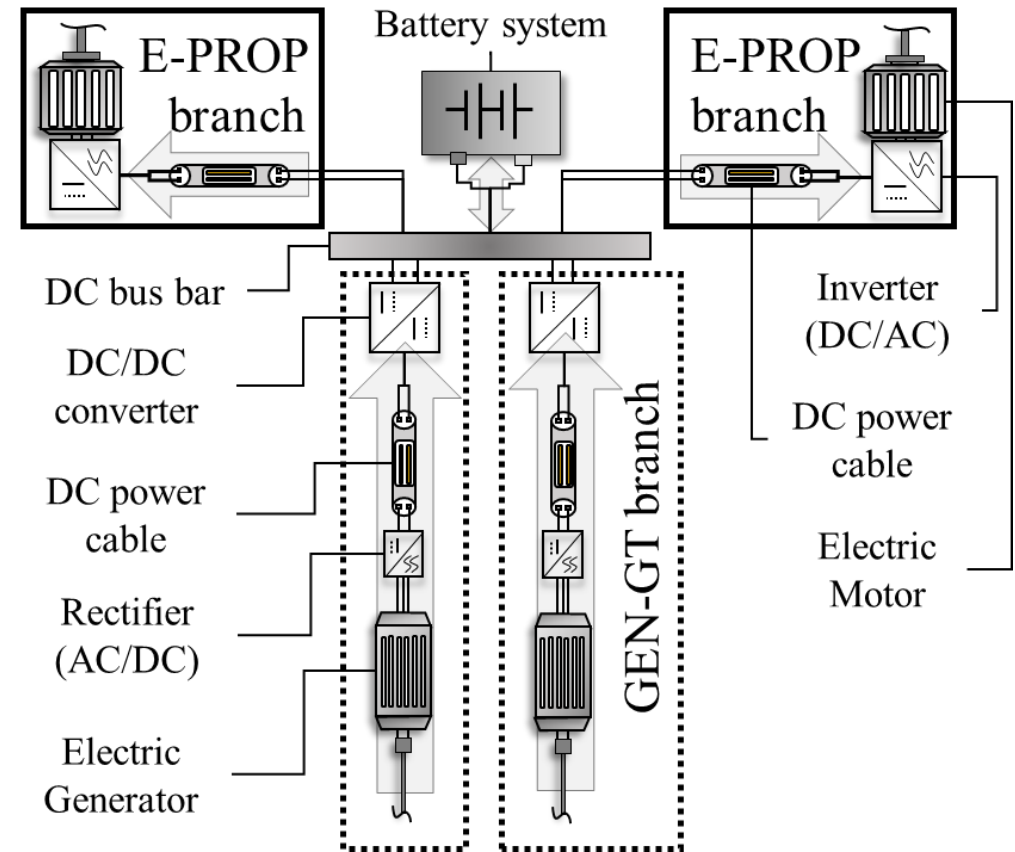 Battery system
E-PROP
branch
E-PROP
branch
DC bus bar
DC/DC
converter
DC power
cable
Rectifier
(AC/DC)
Electric
Generator
GEN-GT branch
Inverter
(DC/AC)
DC power
cable
Electric
Motor